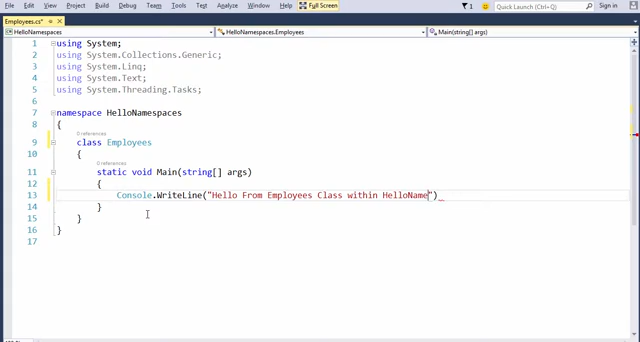 File Edit View Project Build Debug Team Tools Test Analyze Window Help Full Screen 1 Quick Launch (Ctrl+Q) Sign in
Employees.cs*
HelloNamespaces HelloNamespaces.Employees Main(string[] args)
1 using System;
2 using System.Collections.Generic;
3 using System.Linq;
4 using System.Text;
5 using System.Threading.Tasks;
6
7 namespace HelloNamespaces
8 {
0 references
9 class Employees
10 {
0 references
11 static void Main(string[] args)
12 {
13 Console.WriteLine("Hello From Employees Class within HelloName")
14 }
15 }
16 }
17